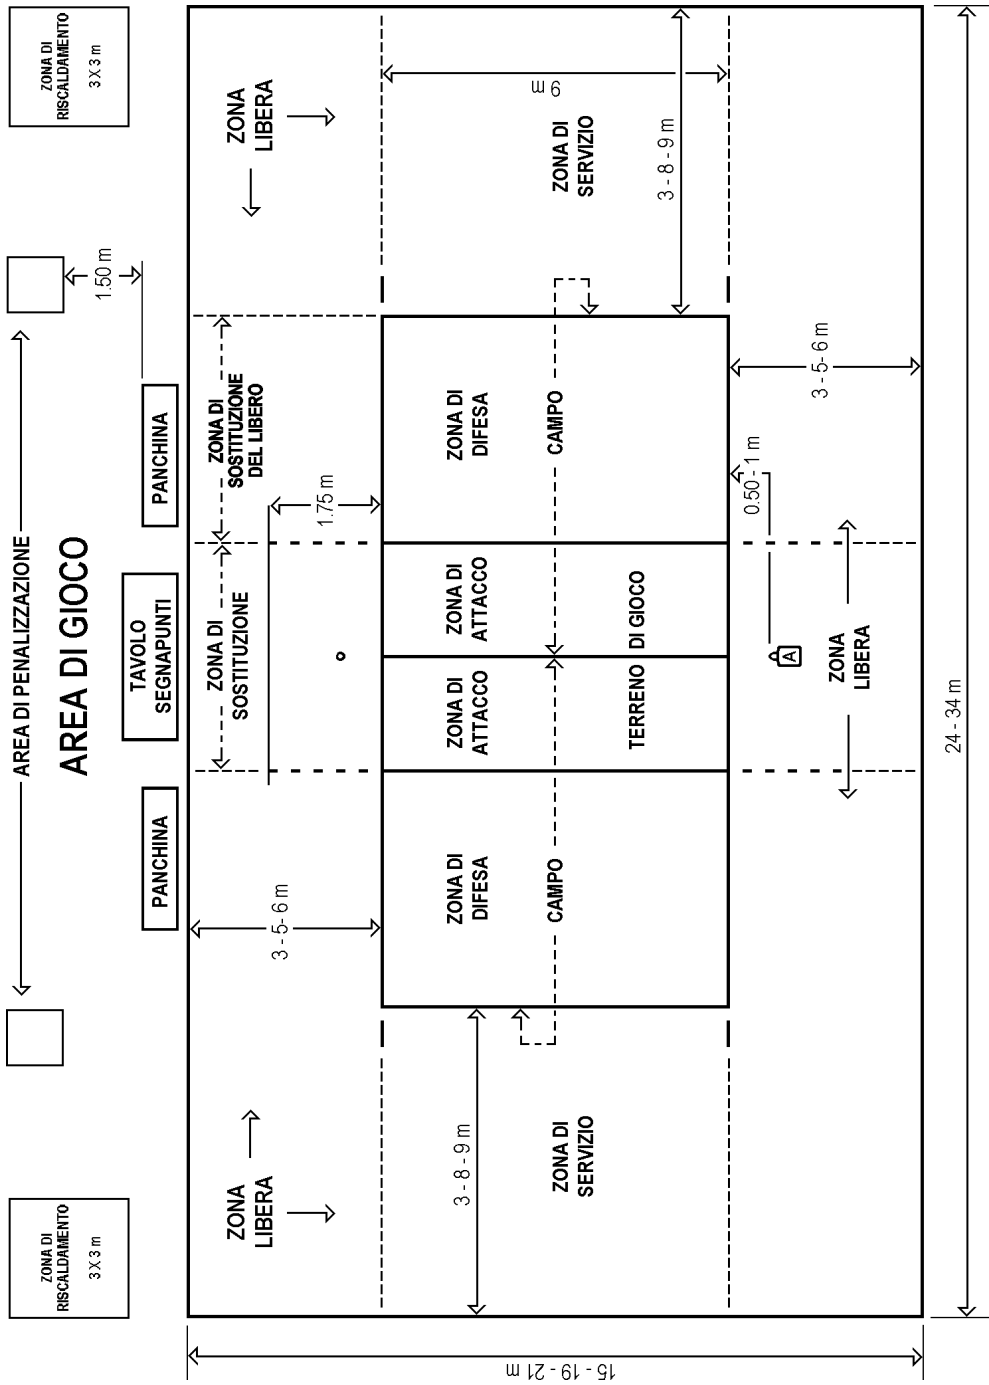 AREA DI PENALIZZAZIONE
AREA DI GIOCO
ZONA DI
RISCALDAMENTO
3 X 3 m
ZONA DI
RISCALDAMENTO
3 X 3 m
PANCHINA
TAVOLO
SEGNAPUNTI
PANCHINA
1.50 m
ZONA
LIBERA
3 - 5- 6 m
ZONA DI
SOSTITUZIONE
ZONA DI
SOSTITUZIONE
DEL LIBERO
1.75 m
ZONA
LIBERA
3 - 8 - 9 m
ZONA DI
DIFESA
ZONA DI
ATTACCO
ZONA DI
ATTACCO
ZONA DI
DIFESA
9 m
ZONA DI
SERVIZIO
CAMPO
CAMPO
ZONA DI
SERVIZIO
TERRENO DI GIOCO
3 - 8 - 9 m
0.50 - 1 m
3 - 5- 6 m
A
ZONA
LIBERA
15 - 19 - 21 m
24 - 34 m